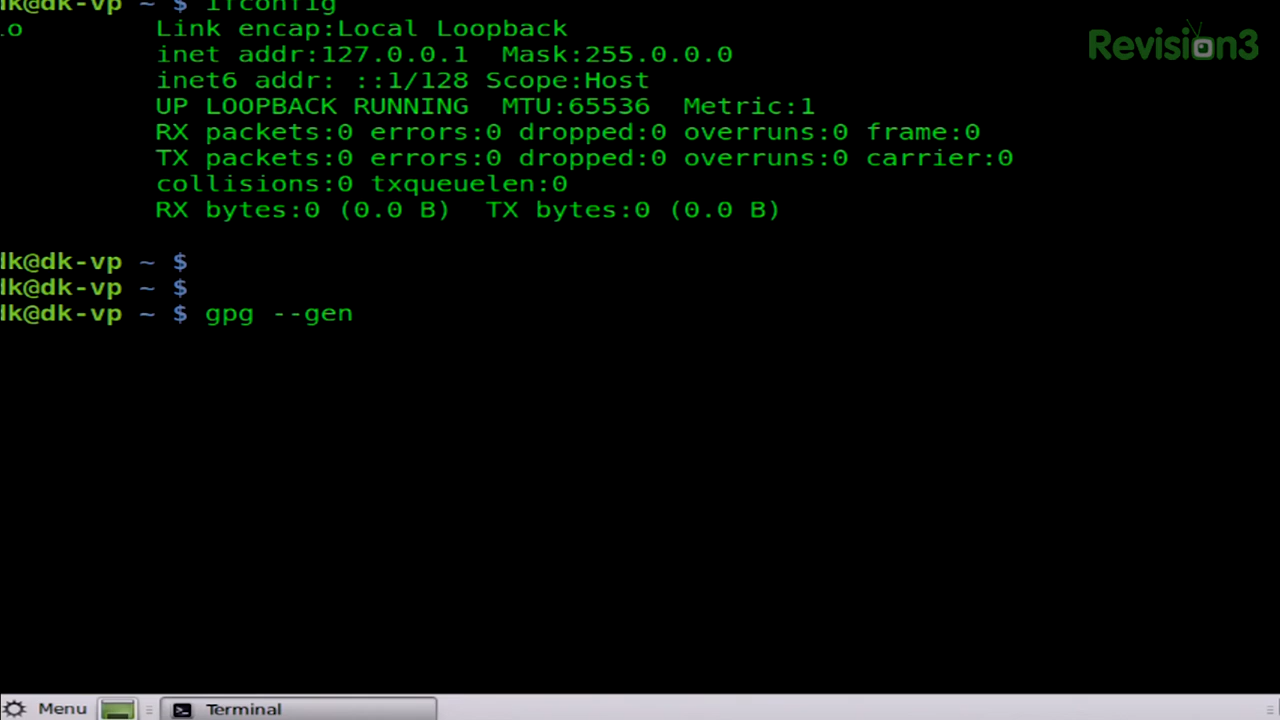 dk@dk-vp ~ $ ifconfig
lo Link encap:Local Loopback
inet addr:127.0.0.1 Mask:255.0.0.0
inet6 addr: ::1/128 Scope:Host
UP LOOPBACK RUNNING MTU:65536 Metric:1
RX packets:0 errors:0 dropped:0 overruns:0 frame:0
TX packets:0 errors:0 dropped:0 overruns:0 carrier:0
collisions:0 txqueuelen:0
RX bytes:0 (0.0 B) TX bytes:0 (0.0 B)
dk@dk-vp ~ $
dk@dk-vp ~ $
dk@dk-vp ~ $ gpg --gen
Revision3
Menu
Terminal